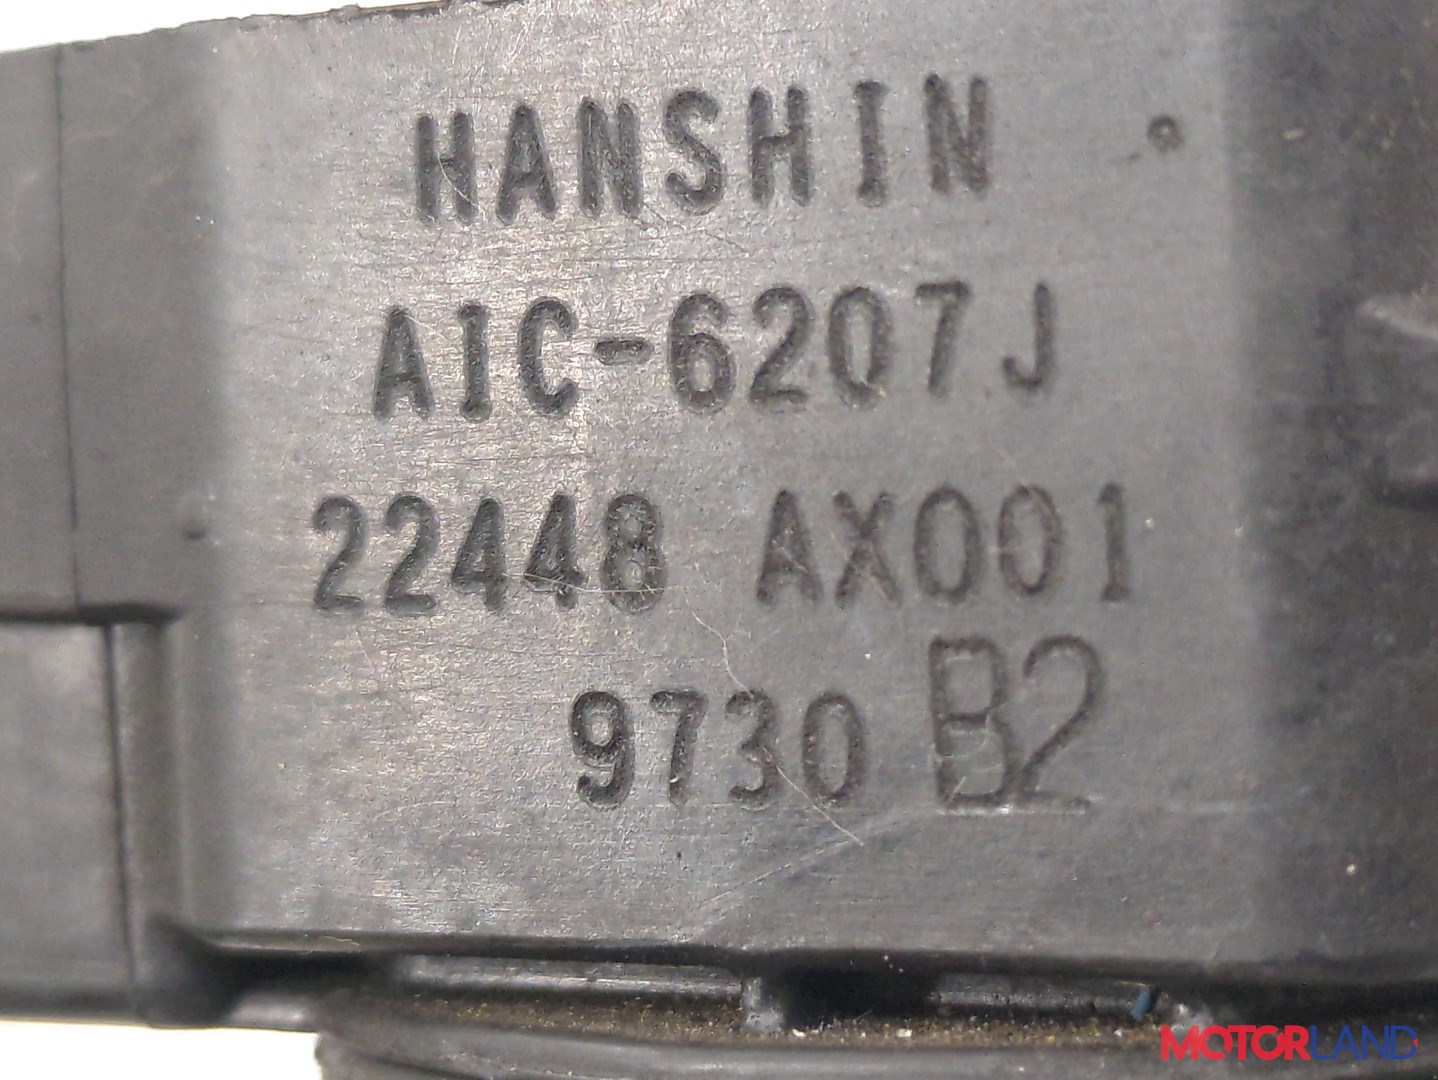 HANSHIN
AIC-6207J
22448 AX001
9730 B2
MOTORLAND